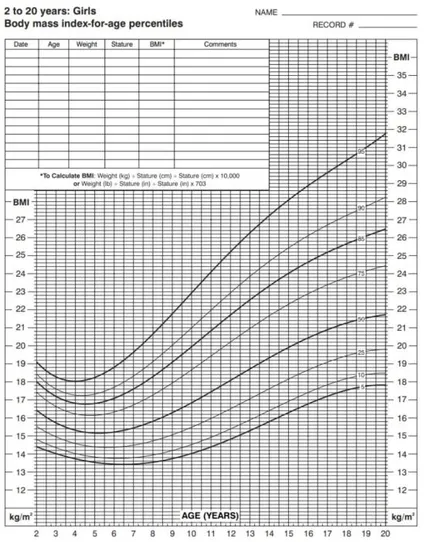 2 to 20 years: Girls
Body mass index-for-age percentiles
NAME
RECORD #
Date Age Weight Stature BMI* Comments
*To Calculate BMI: Weight (kg) ÷ Stature (cm) ÷ Stature (cm) x 10,000
or Weight (lb) ÷ Stature (in) ÷ Stature (in) x 703
BMI
35
34
33
32
31
30
29
BMI 28
27 27
26 26
25 25
24 24
23 23
22 22
21 21
20 20
19 19
18 18
17 17
16 16
15 15
14 14
13 13
12 12
95
90
85
75
50
25
10
5
kg/m² AGE (YEARS) kg/m²
2 3 4 5 6 7 8 9 10 11 12 13 14 15 16 17 18 19 20